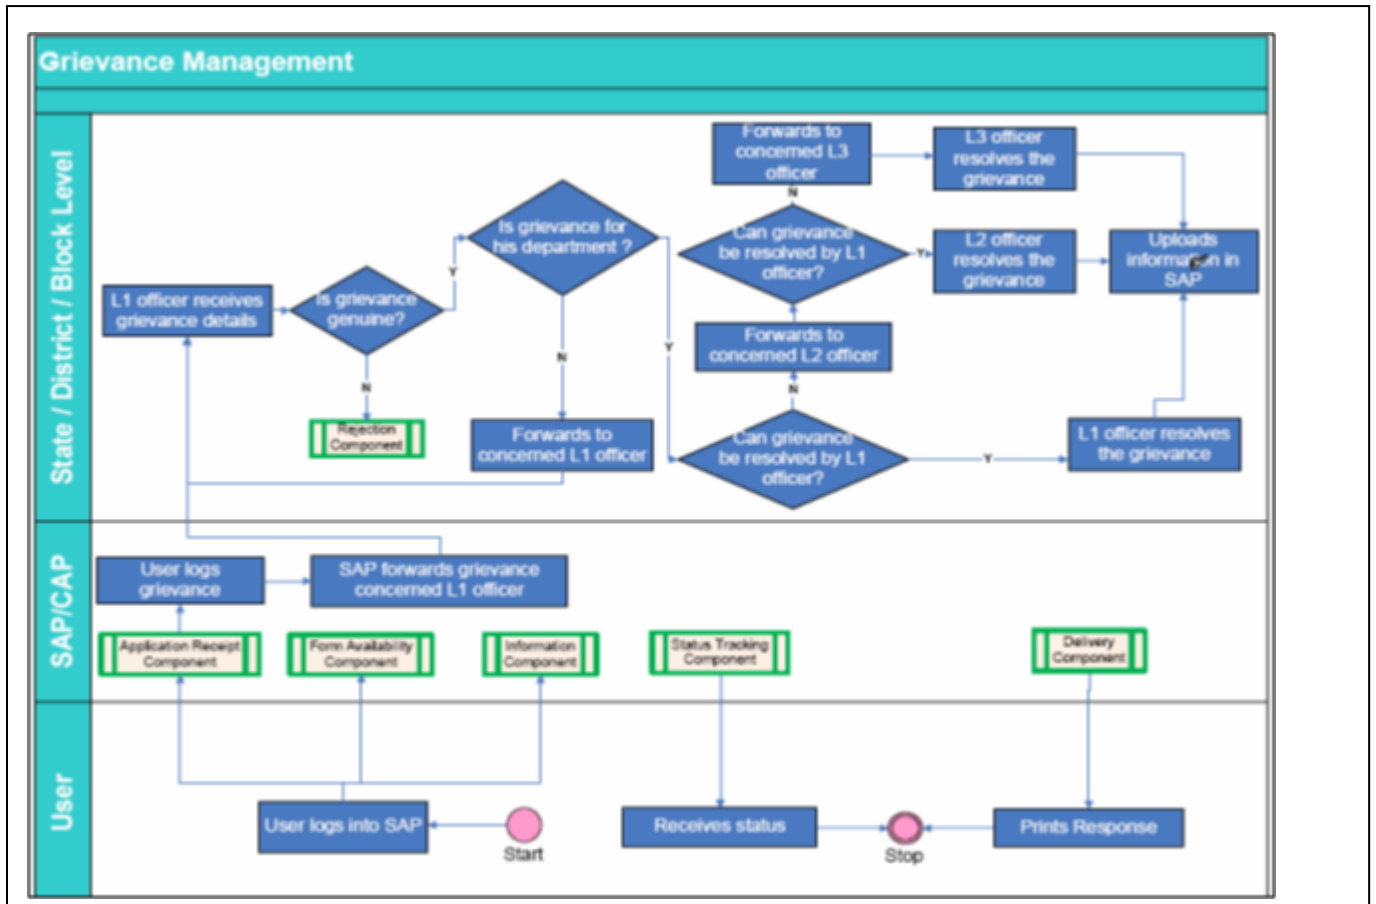 Grievance Management
State / District / Block Level
Forwards to
concerned L3
officer
L3 officer
resolves the
grievance
Is grievance for
his department ?
Can grievance
be resolved by L1
officer?
Y
L2 officer
resolves the
grievance
Uploads
information in
SAP
N
Y
L1 officer receives
grievance details
Is grievance
genuine?
Forwards to
concerned L2 officer
Y
N
N
N
Rejection
Component
Forwards to
concerned L1 officer
Can grievance
be resolved by L1
officer?
Y
L1 officer resolves
the grievance
SAP/CAP
User logs
grievance
SAP forwards grievance
concerned L1 officer
Application Receipt
Component
Form Availability
Component
Information
Component
Status Tracking
Component
Delivery
Component
User
User logs into SAP
Start
Receives status
Stop
Prints Response